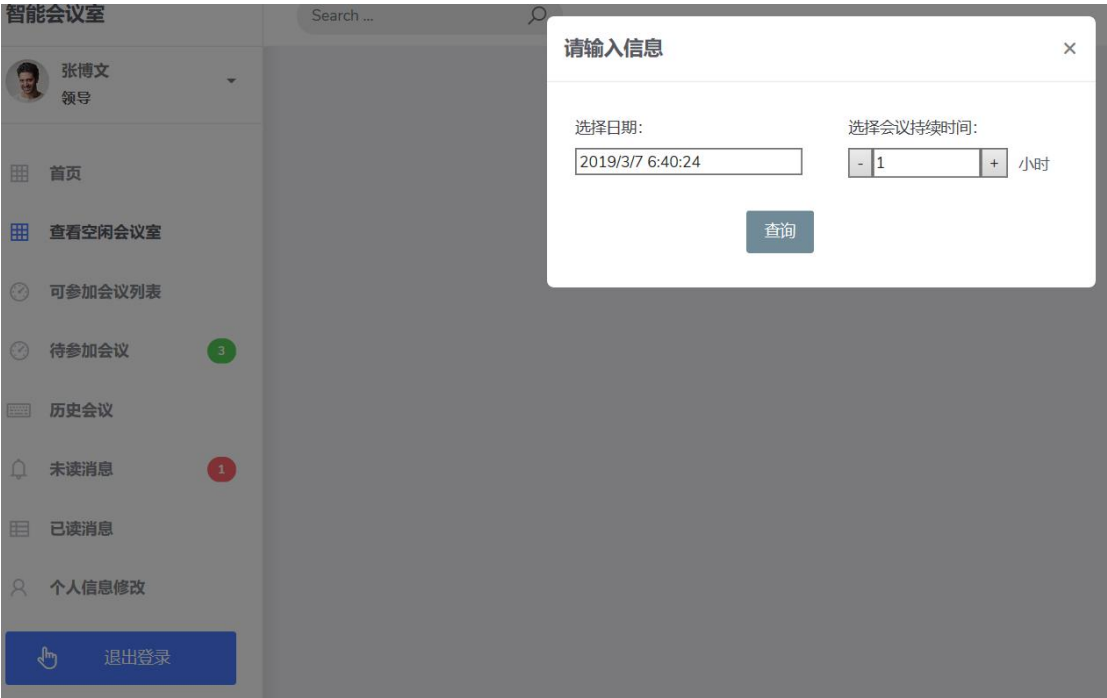 智能会议室
Search ...
张博文
领导
首页
查看空闲会议室
可参加会议列表
待参加会议 3
历史会议
未读消息 1
已读消息
个人信息修改
退出登录
请输入信息 ×
选择日期: 选择会议持续时间:
2019/3/7 6:40:24 - 1 + 小时
查询